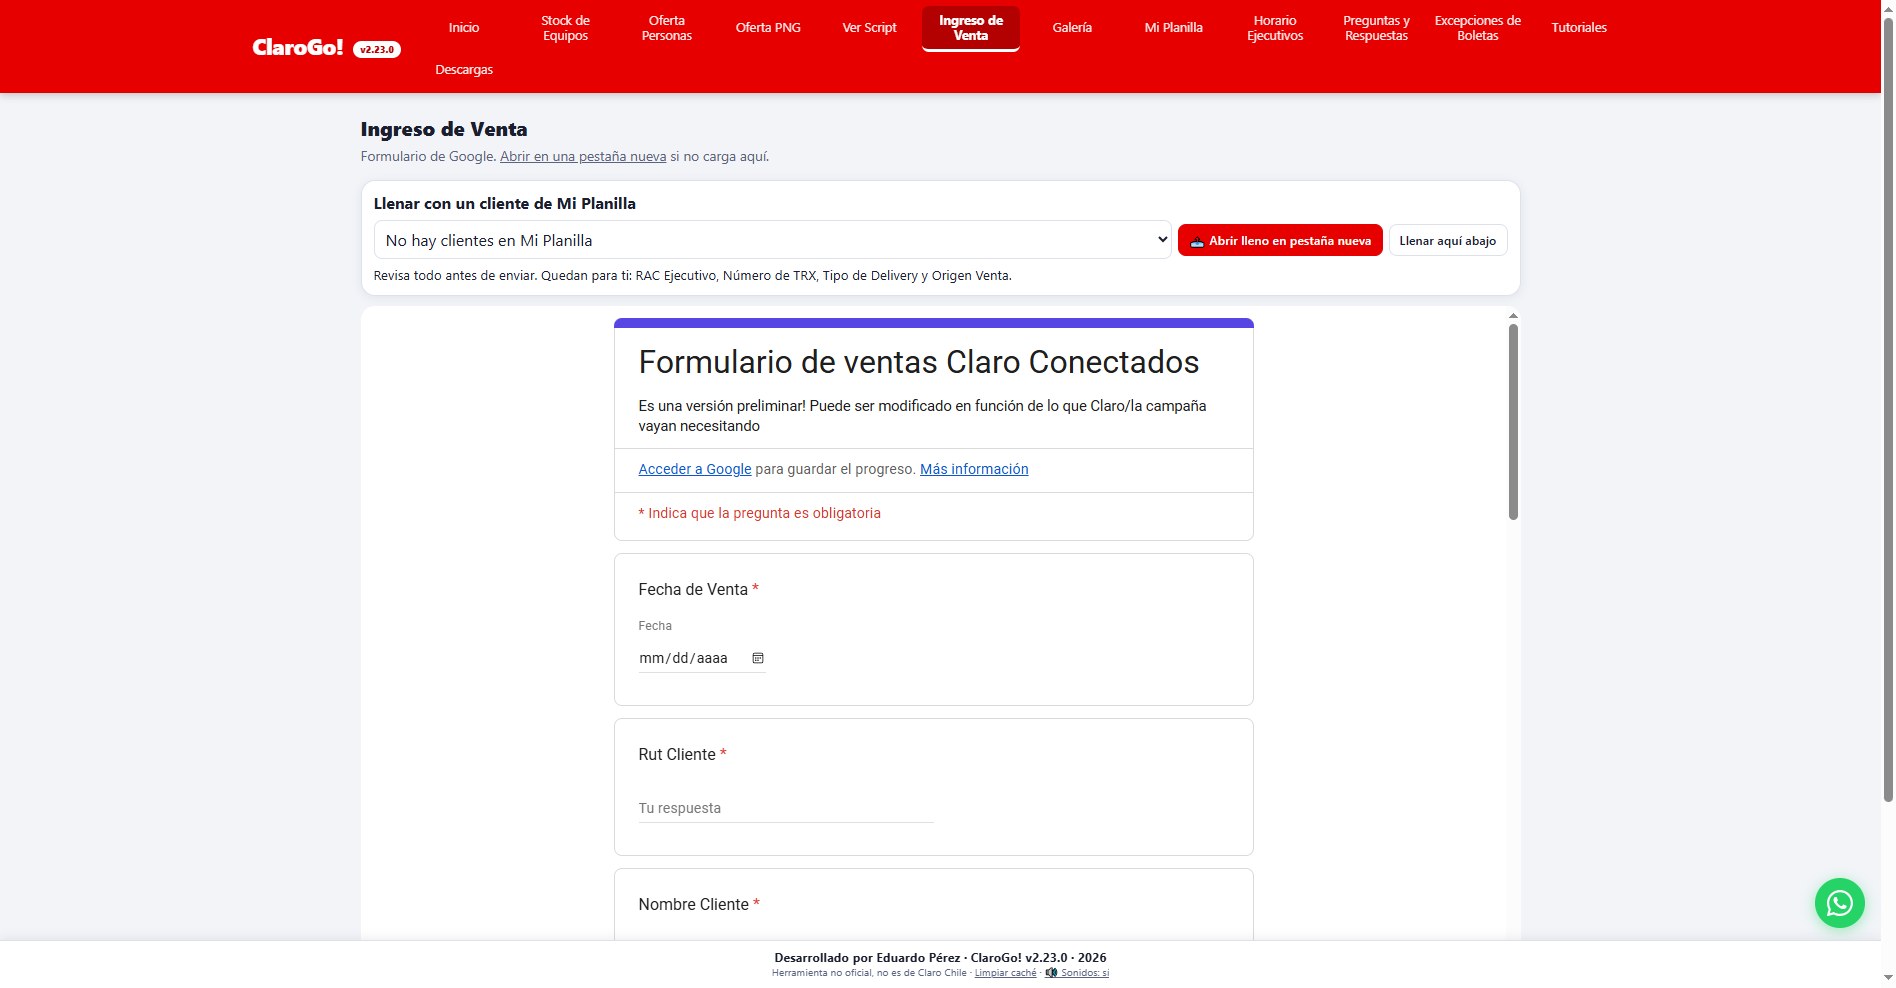 ClaroGo! v2.23.0
Inicio
Stock de Equipos
Oferta Personas
Oferta PNG
Ver Script
Ingreso de Venta
Galería
Mi Planilla
Horario Ejecutivos
Preguntas y Respuestas
Excepciones de Boletas
Tutoriales
Descargas
Ingreso de Venta
Formulario de Google. Abrir en una pestaña nueva si no carga aquí.
Llenar con un cliente de Mi Planilla
No hay clientes en Mi Planilla
Abrir lleno en pestaña nueva
Llenar aquí abajo
Revisa todo antes de enviar. Quedan para ti: RAC Ejecutivo, Número de TRX, Tipo de Delivery y Origen Venta.
Formulario de ventas Claro Conectados
Es una versión preliminar! Puede ser modificado en función de lo que Claro/la campaña
vayan necesitando
Acceder a Google para guardar el progreso. Más información
* Indica que la pregunta es obligatoria
Fecha de Venta *
Fecha
mm/dd/aaaa
Rut Cliente *
Tu respuesta
Nombre Cliente *
Desarrollado por Eduardo Pérez · ClaroGo! v2.23.0 · 2026
Herramienta no oficial, no es de Claro Chile · Limpiar caché · Sonidos: si